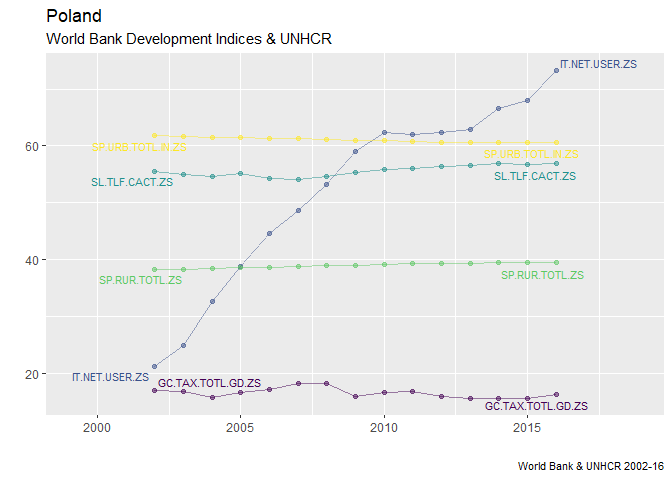 Poland
World Bank Development Indices & UNHCR
IT.NET.USER.ZS
60
SP.URB.TOTL.IN.ZS
SP.URB.TOTL.IN.ZS
SL.TLF.CACT.ZS
SL.TLF.CACT.ZS
40
SP.RUR.TOTL.ZS
SP.RUR.TOTL.ZS
20
IT.NET.USER.ZS
GC.TAX.TOTL.GD.ZS
GC.TAX.TOTL.GD.ZS
2000 2005 2010 2015
World Bank & UNHCR 2002-16